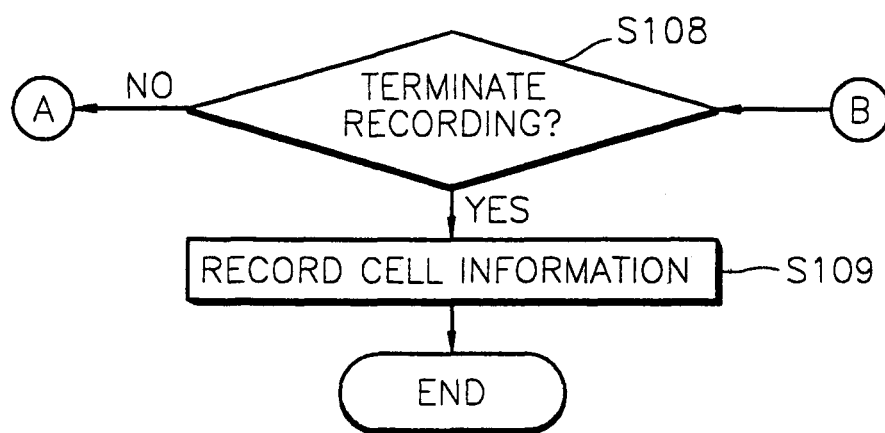 S108
NO
TERMINATE
RECORDING?
A
B
YES
RECORD CELL INFORMATION
S109
END